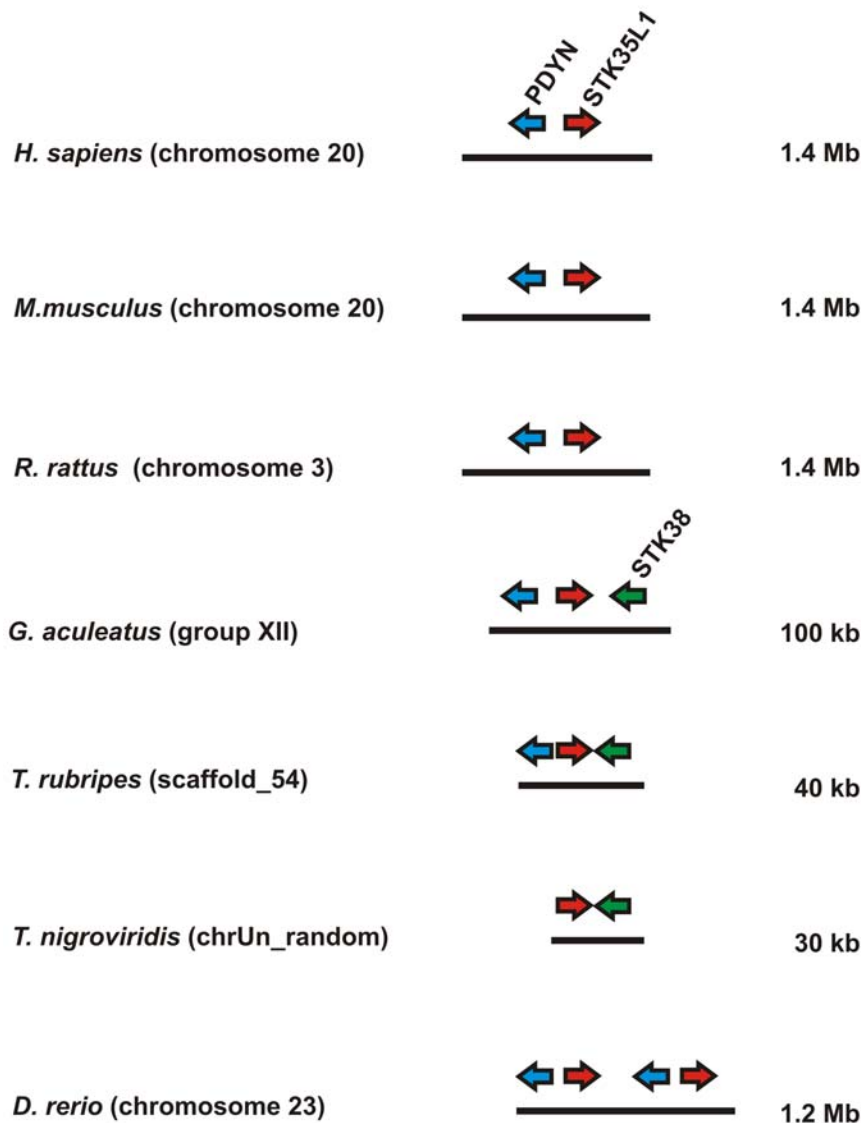 PDYN
STK35L1
H. sapiens (chromosome 20)
1.4 Mb
M.musculus (chromosome 20)
1.4 Mb
R. rattus (chromosome 3)
1.4 Mb
STK38
G. aculeatus (group XII)
100 kb
T. rubripes (scaffold_54)
40 kb
T. nigroviridis (chrUn_random)
30 kb
D. rerio (chromosome 23)
1.2 Mb